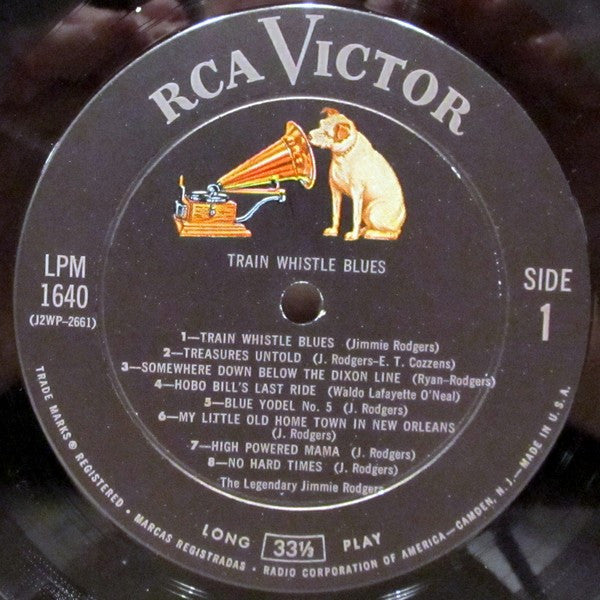 RCA VICTOR
TRAIN WHISTLE BLUES
LPM
1640
(J2WP-2661)
SIDE
1
1—TRAIN WHISTLE BLUES (Jimmie Rodgers)
2—TREASURES UNTOLD (J. Rodgers-E. T. Cozzens)
3—SOMEWHERE DOWN BELOW THE DIXON LINE (Ryan-Rodgers)
4—HOBO BILL'S LAST RIDE (Waldo Lafayette O'Neal)
5—BLUE YODEL No. 5 (J. Rodgers)
6—MY LITTLE OLD HOME TOWN IN NEW ORLEANS
(J. Rodgers)
7—HIGH POWERED MAMA (J. Rodgers)
8—NO HARD TIMES (J. Rodgers)
The Legendary Jimmie Rodgers
LONG 33⅓ PLAY
TRADE MARKS ® REGISTERED • MARCAS REGISTRADAS • RADIO CORPORATION OF AMERICA—CAMDEN, N. J.—MADE IN U.S.A.